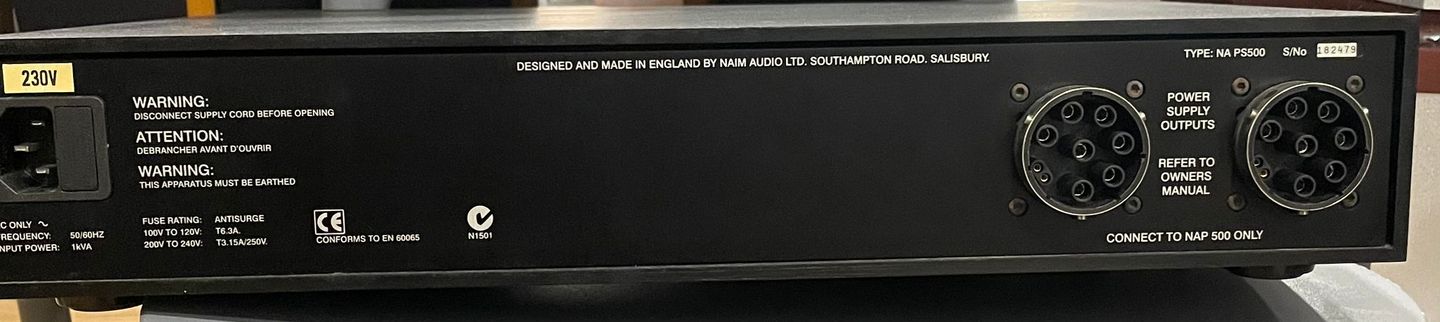 230V
DESIGNED AND MADE IN ENGLAND BY NAIM AUDIO LTD. SOUTHAMPTON ROAD. SALISBURY.
TYPE: NA PS500 S/No 182479
WARNING:
DISCONNECT SUPPLY CORD BEFORE OPENING
ATTENTION:
DEBRANCHER AVANT D'OUVRIR
WARNING:
THIS APPARATUS MUST BE EARTHED
C ONLY ~
REQUENCY: 50/60HZ
NPUT POWER: 1kVA
FUSE RATING: ANTISURGE
100V TO 120V: T6.3A.
200V TO 240V: T3.15A/250V.
CE
CONFORMS TO EN 60065
N1501
POWER
SUPPLY
OUTPUTS
REFER TO
OWNERS
MANUAL
CONNECT TO NAP 500 ONLY